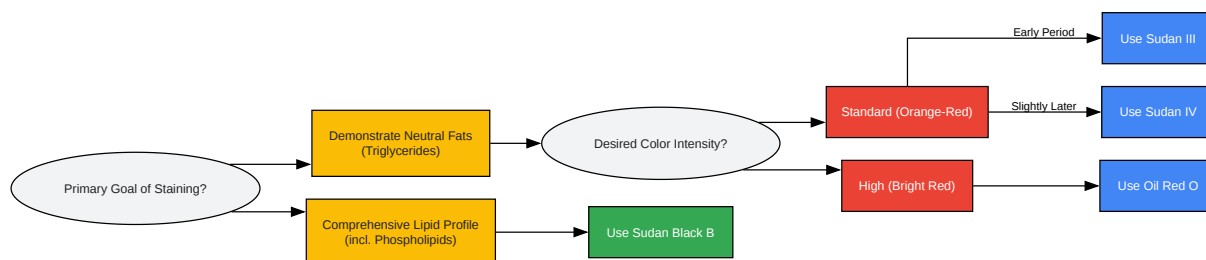 Primary Goal of Staining?
Demonstrate Neutral Fats
(Triglycerides)
Comprehensive Lipid Profile
(incl. Phospholipids)
Desired Color Intensity?
Use Sudan Black B
Standard (Orange-Red)
High (Bright Red)
Early Period
Slightly Later
Use Sudan III
Use Sudan IV
Use Oil Red O